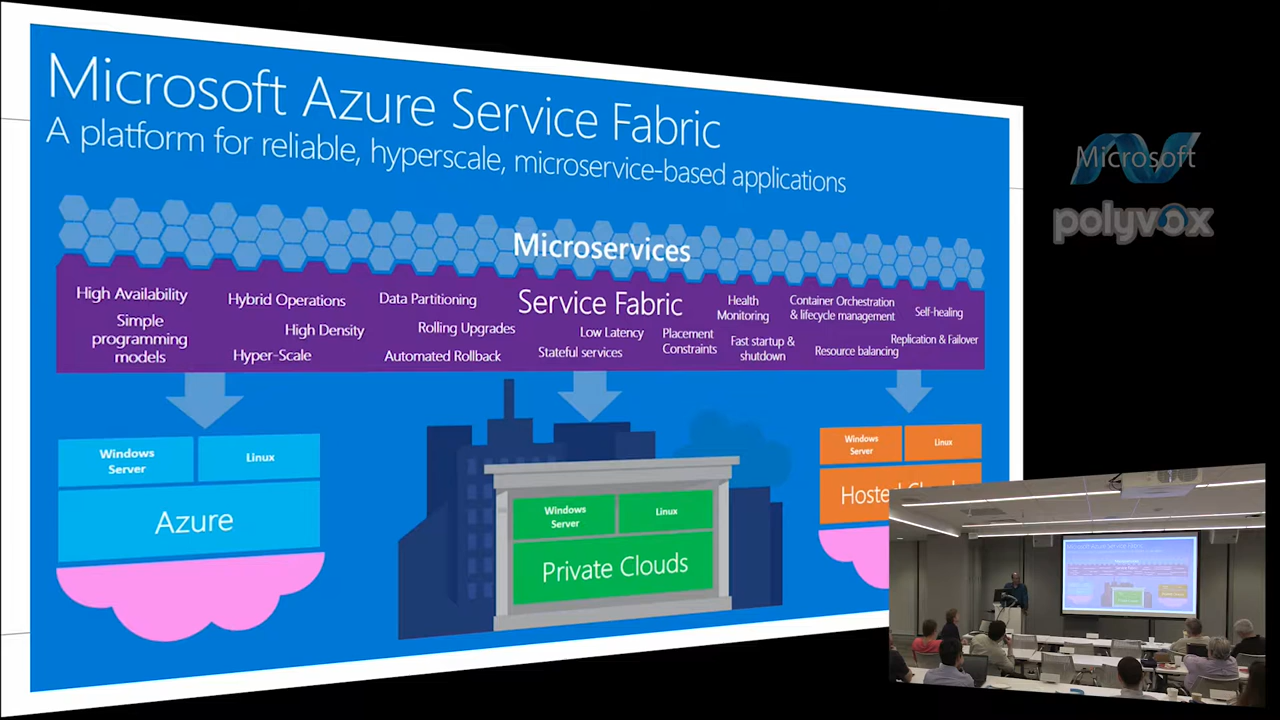 Microsoft Azure Service Fabric
A platform for reliable, hyperscale, microservice-based applications
Microsoft
polyvox
Microservices
High Availability
Hybrid Operations
Data Partitioning
Service Fabric
Health
Monitoring
Container Orchestration
& lifecycle management
Self-healing
Simple
programming
models
High Density
Rolling Upgrades
Low Latency
Placement
Constraints
Fast startup &
shutdown
Replication & Failover
Hyper-Scale
Automated Rollback
Stateful services
Resource balancing
Windows
Server
Linux
Azure
Windows
Server
Linux
Private Clouds
Windows
Server
Linux
Hosted